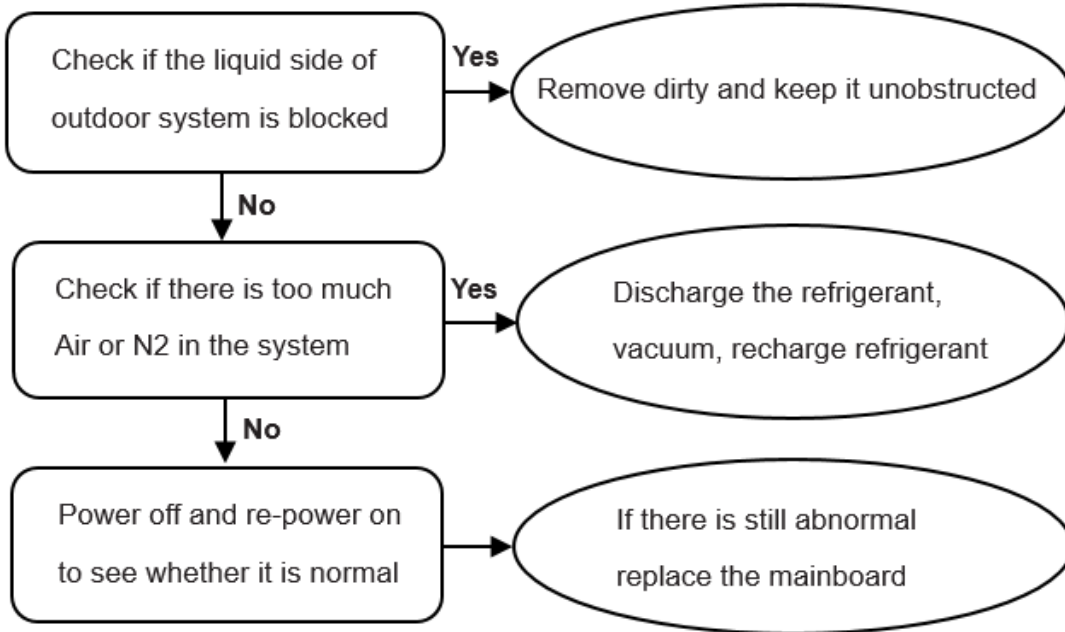 Check if the liquid side of
outdoor system is blocked
Yes
Remove dirty and keep it unobstructed
No
Check if there is too much
Air or N2 in the system
Yes
Discharge the refrigerant,
vacuum, recharge refrigerant
No
Power off and re-power on
to see whether it is normal
If there is still abnormal
replace the mainboard